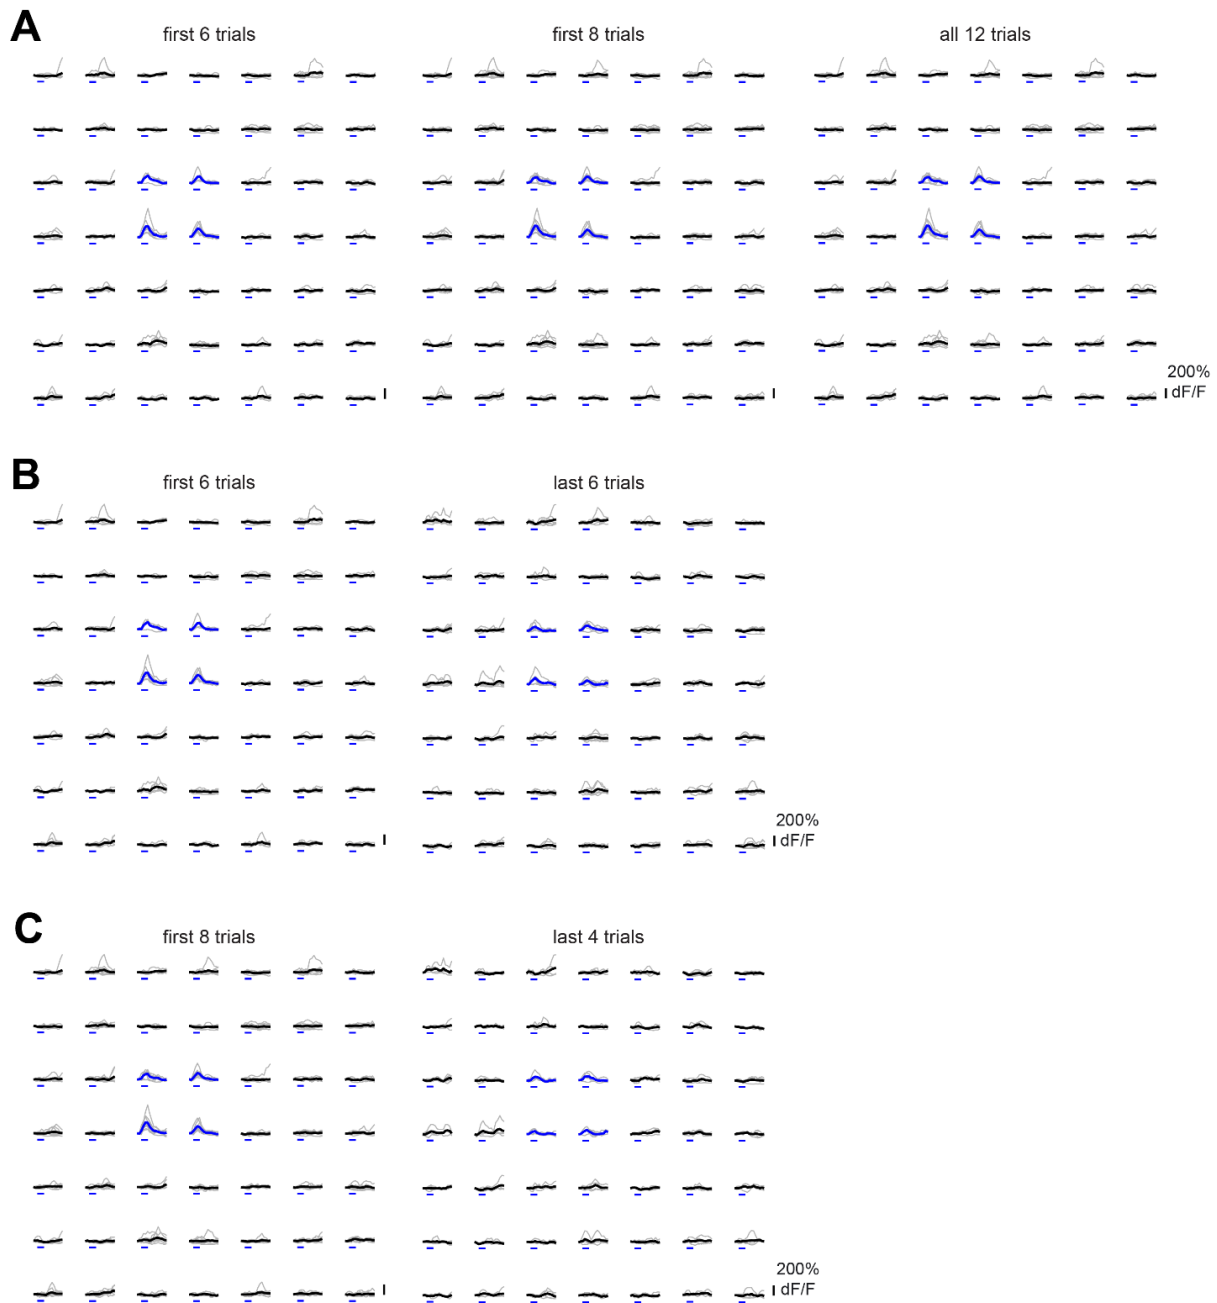 A
first 6 trials
first 8 trials
all 12 trials
200%
dF/F
B
first 6 trials
last 6 trials
200%
dF/F
C
first 8 trials
last 4 trials
200%
dF/F